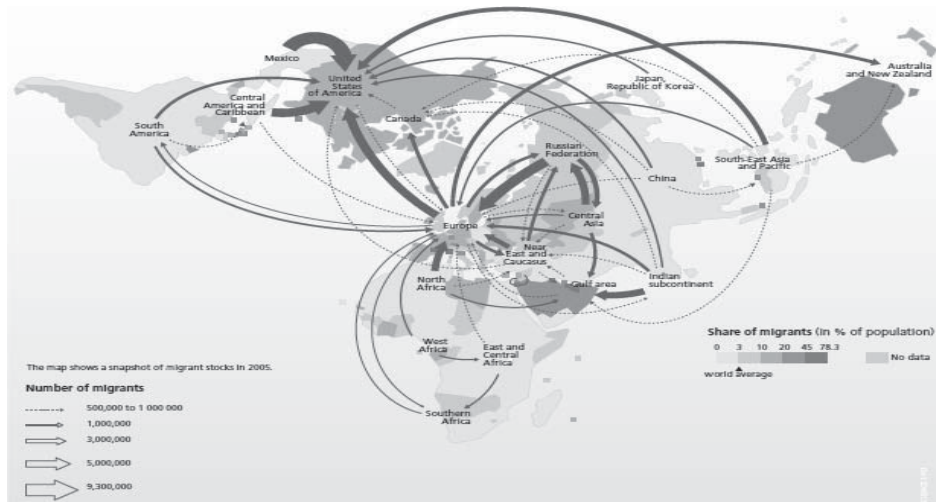 Mexico
United
States
of America
Central
America and
Caribbean
South
America
Canada
Japan,
Republic of Korea
Australia
and New Zealand
Russian
Federation
China
South-East Asia
and Pacific
Europe
Central
Asia
Near
East and
Caucasus
North
Africa
Gulf area
Indian
subcontinent
West
Africa
East and
Central
Africa
Southern
Africa
Share of migrants (in % of population)
0 3 10 20 45 78.3
No data
world average
The map shows a snapshot of migrant stocks in 2005.
Number of migrants
500,000 to 1 000 000
1,000,000
3,000,000
5,000,000
9,300,000